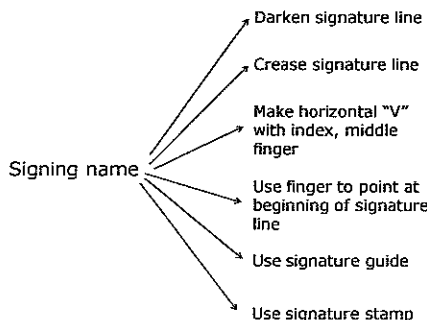 Darken signature line
Crease signature line
Make horizontal "V"
with index, middle
finger
Signing name
Use finger to point at
beginning of signature
line
Use signature guide
Use signature stamp